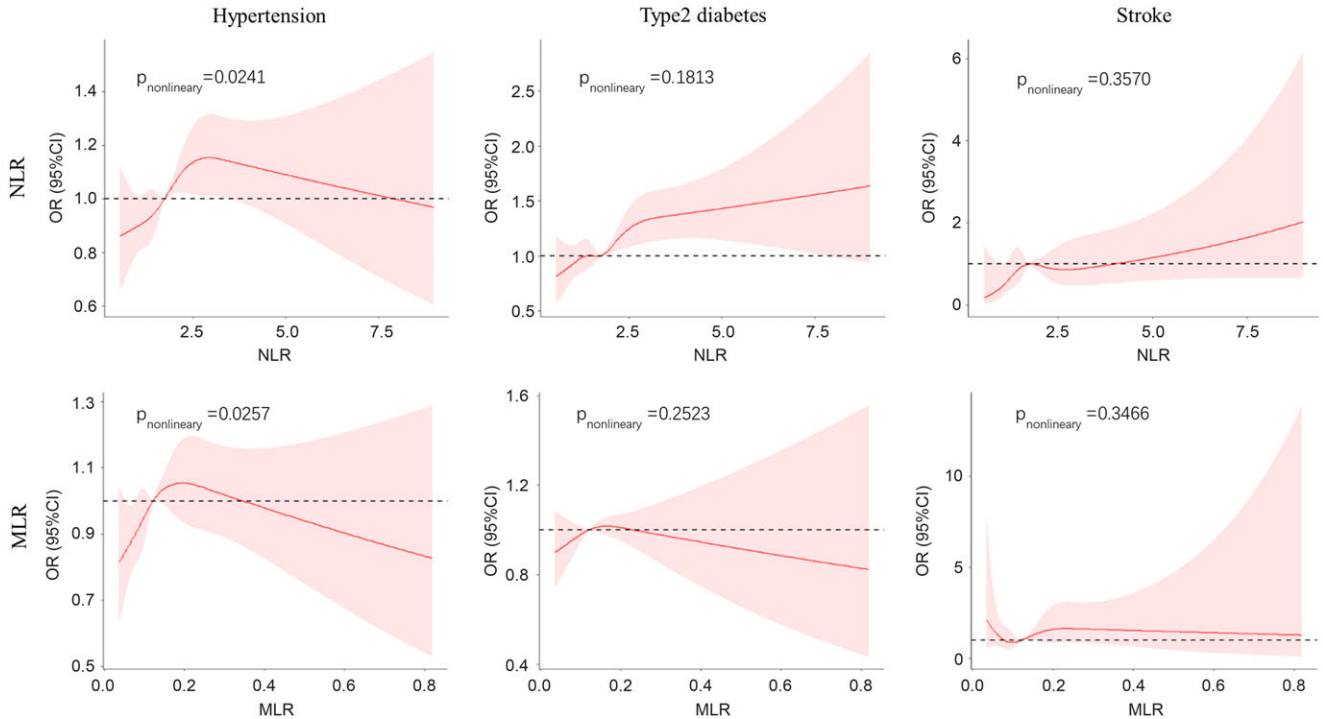 Hypertension
Type2 diabetes
Stroke
NLR
OR (95%CI)
p nonlineary =0.0241
1.4
1.2
1.0
0.8
0.6
2.5 5.0 7.5
NLR
OR (95%CI)
p nonlineary =0.1813
2.5
2.0
1.5
1.0
0.5
2.5 5.0 7.5
NLR
OR (95%CI)
p nonlineary =0.3570
6
4
2
0
2.5 5.0 7.5
NLR
MLR
OR (95%CI)
p nonlineary =0.0257
1.3
1.1
0.9
0.7
0.5
0.0 0.2 0.4 0.6 0.8
MLR
OR (95%CI)
p nonlineary =0.2523
1.6
1.2
0.8
0.4
0.0 0.2 0.4 0.6 0.8
MLR
OR (95%CI)
p nonlineary =0.3466
10
5
0
0.0 0.2 0.4 0.6 0.8
MLR